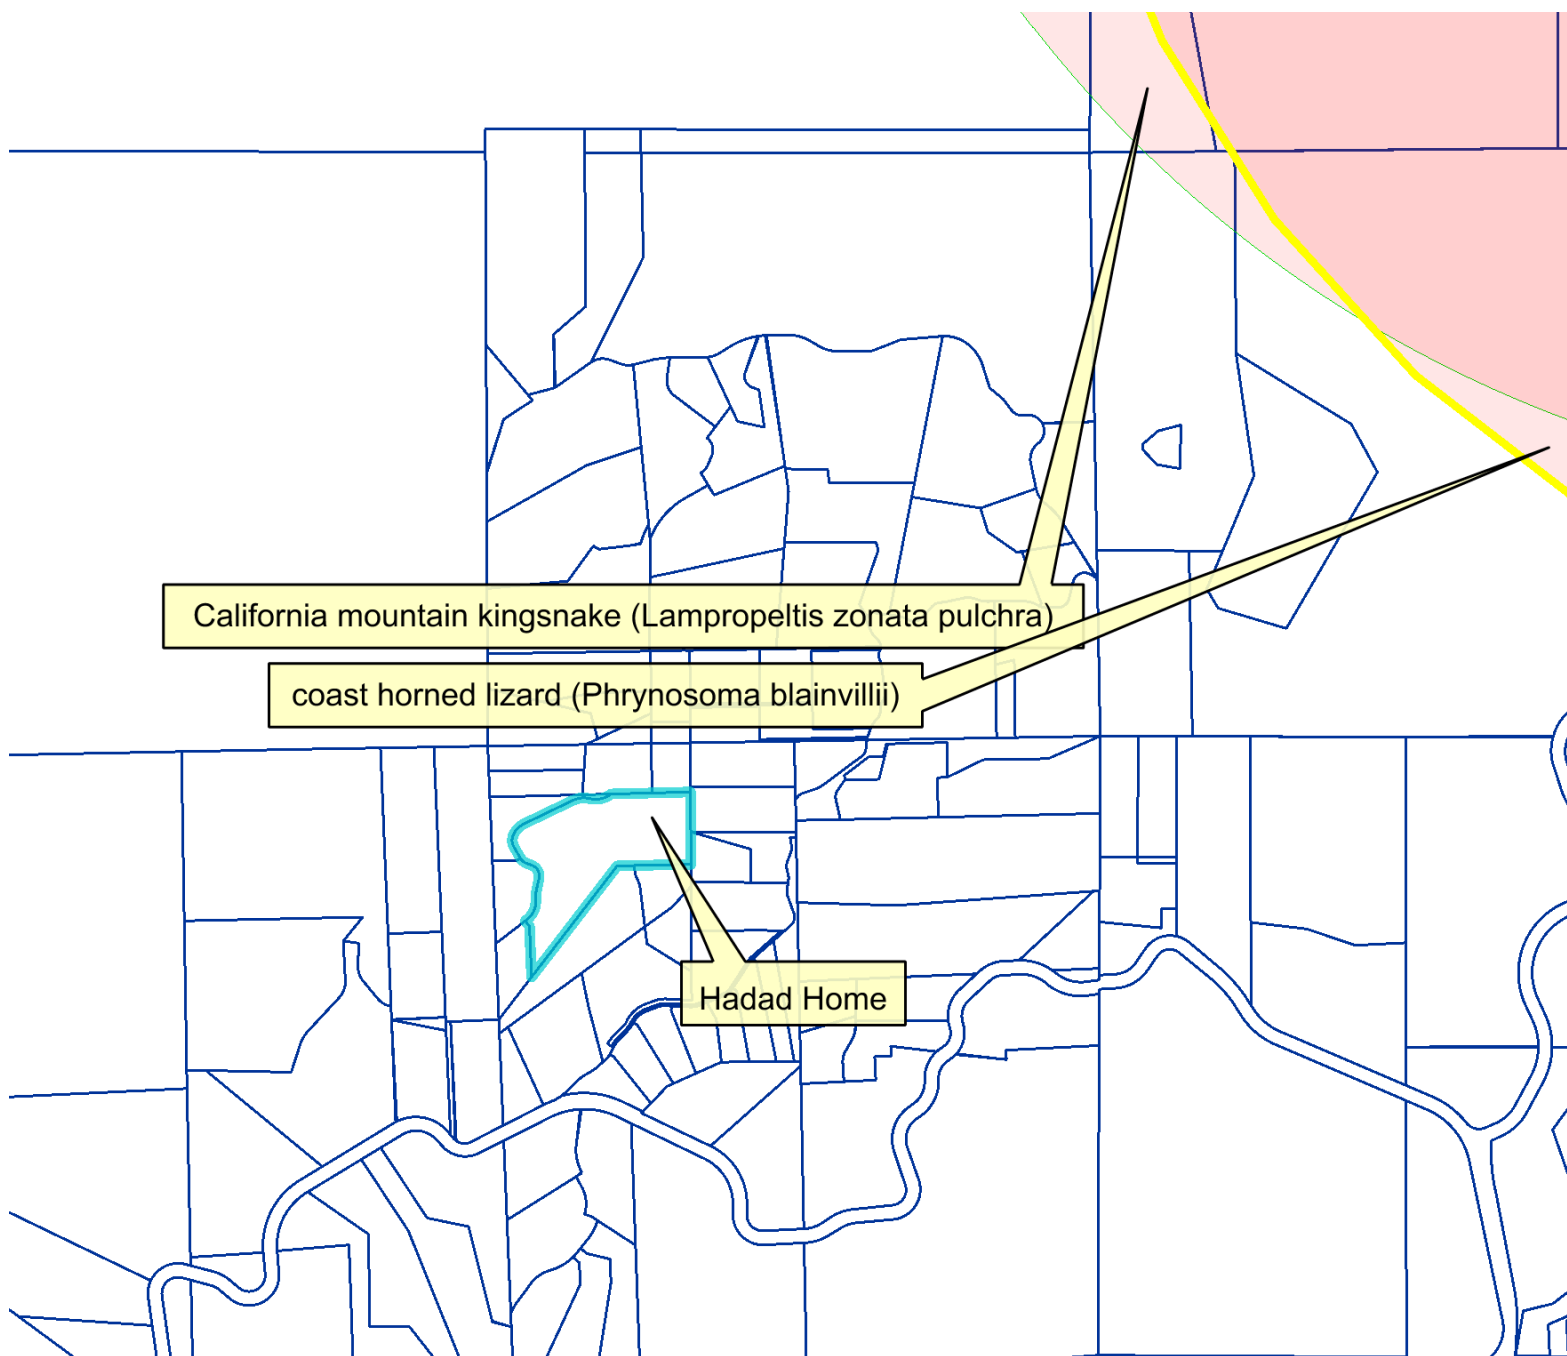 California mountain kingsnake (Lampropeltis zonata pulchra)
coast horned lizard (Phrynosoma blainvillii)
Hadad Home